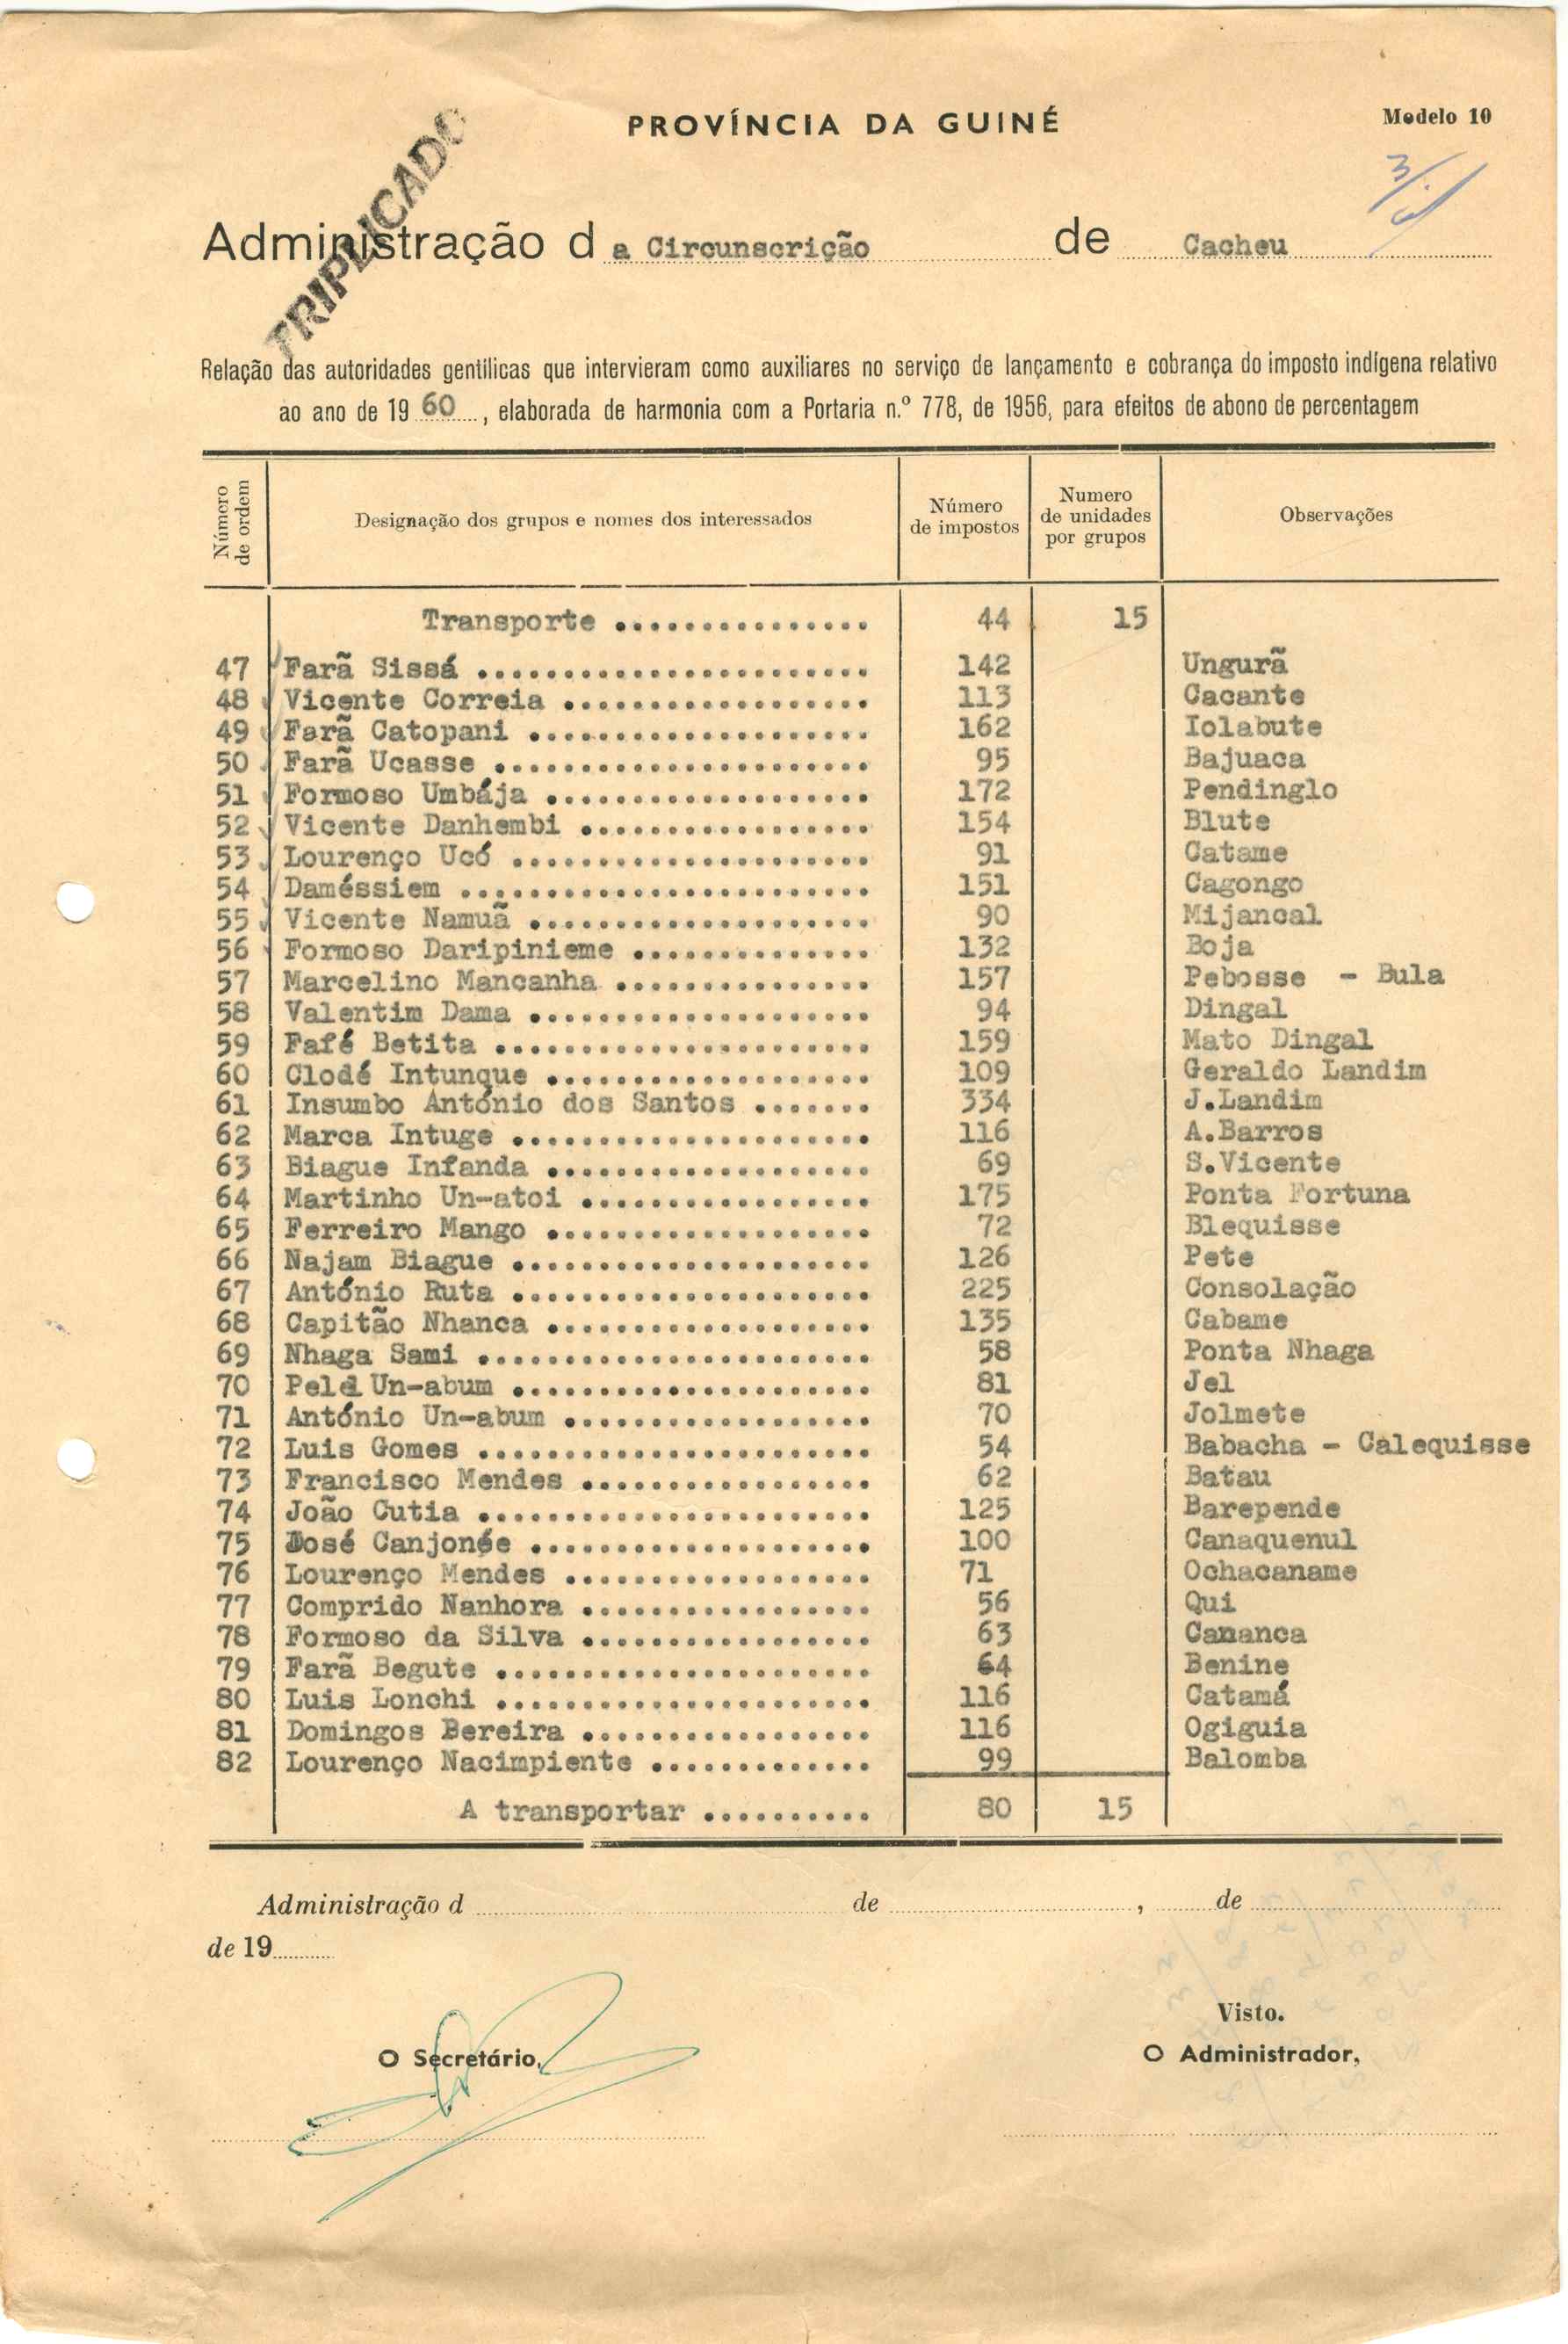 PROVÍNCIA DA GUINÉ
Modelo 10
TRIPLICADO
Administração d a Circunscrição de Cacheu
Relação das autoridades gentílicas que intervieram como auxiliares no serviço de lançamento e cobrança do imposto indígena relativo
ao ano de 19 60, elaborada de harmonia com a Portaria n.º 778, de 1956, para efeitos de abono de percentagem
Número de ordem
Designação dos grupos e nomes dos interessados
Número de impostos
Numero de unidades por grupos
Observações
Transporte ............... 44 15
47 Farã Sissá ....................... 142 Ungurã
48 Vicente Correia .................. 113 Cacante
49 Farã Catopani .................... 162 Iolabute
50 Farã Ucasse ...................... 95 Bajuaca
51 Formoso Umbája ................... 172 Pendinglo
52 Vicente Danhembi ................. 154 Blute
53 Lourenço Ucó ..................... 91 Catame
54 Daméssiem ........................ 151 Cagongo
55 Vicente Namuã .................... 90 Mijancal
56 Formoso Daripinieme .............. 132 Boja
57 Marcelino Mancanha ............... 157 Pebosse - Bula
58 Valentim Dama .................... 94 Dingal
59 Fafé Betita ...................... 159 Mato Dingal
60 Clodé Intunque ................... 109 Geraldo Landim
61 Insumbo António dos Santos ....... 334 J.Landim
62 Marca Intuge ..................... 116 A.Barros
63 Biague Infanda ................... 69 S.Vicente
64 Martinho Un-atoi ................. 175 Ponta Fortuna
65 Ferreiro Mango ................... 72 Blequisse
66 Najam Biague ..................... 126 Pete
67 António Ruta ..................... 225 Consolação
68 Capitão Nhanca ................... 135 Cabame
69 Nhaga Sami ....................... 58 Ponta Nhaga
70 Pelé Un-abum ..................... 81 Jel
71 António Un-abum .................. 70 Jolmete
72 Luis Gomes ....................... 54 Babacha - Calequisse
73 Francisco Mendes ................. 62 Batau
74 João Cutia ....................... 125 Barepende
75 José Canjonée .................... 100 Canaquenul
76 Lourenço Mendes .................. 71 Ochacaname
77 Comprido Nanhora ................. 56 Qui
78 Formoso da Silva ................. 63 Cananca
79 Farã Begute ...................... 64 Benine
80 Luis Lonchi ...................... 116 Catamá
81 Domingos Bereira ................. 116 Ogiguia
82 Lourenço Nacimpiente ............. 99 Balomba
A transportar .......... 80 15
Administração d de , de
de 19
Visto.
O Secretário, O Administrador,